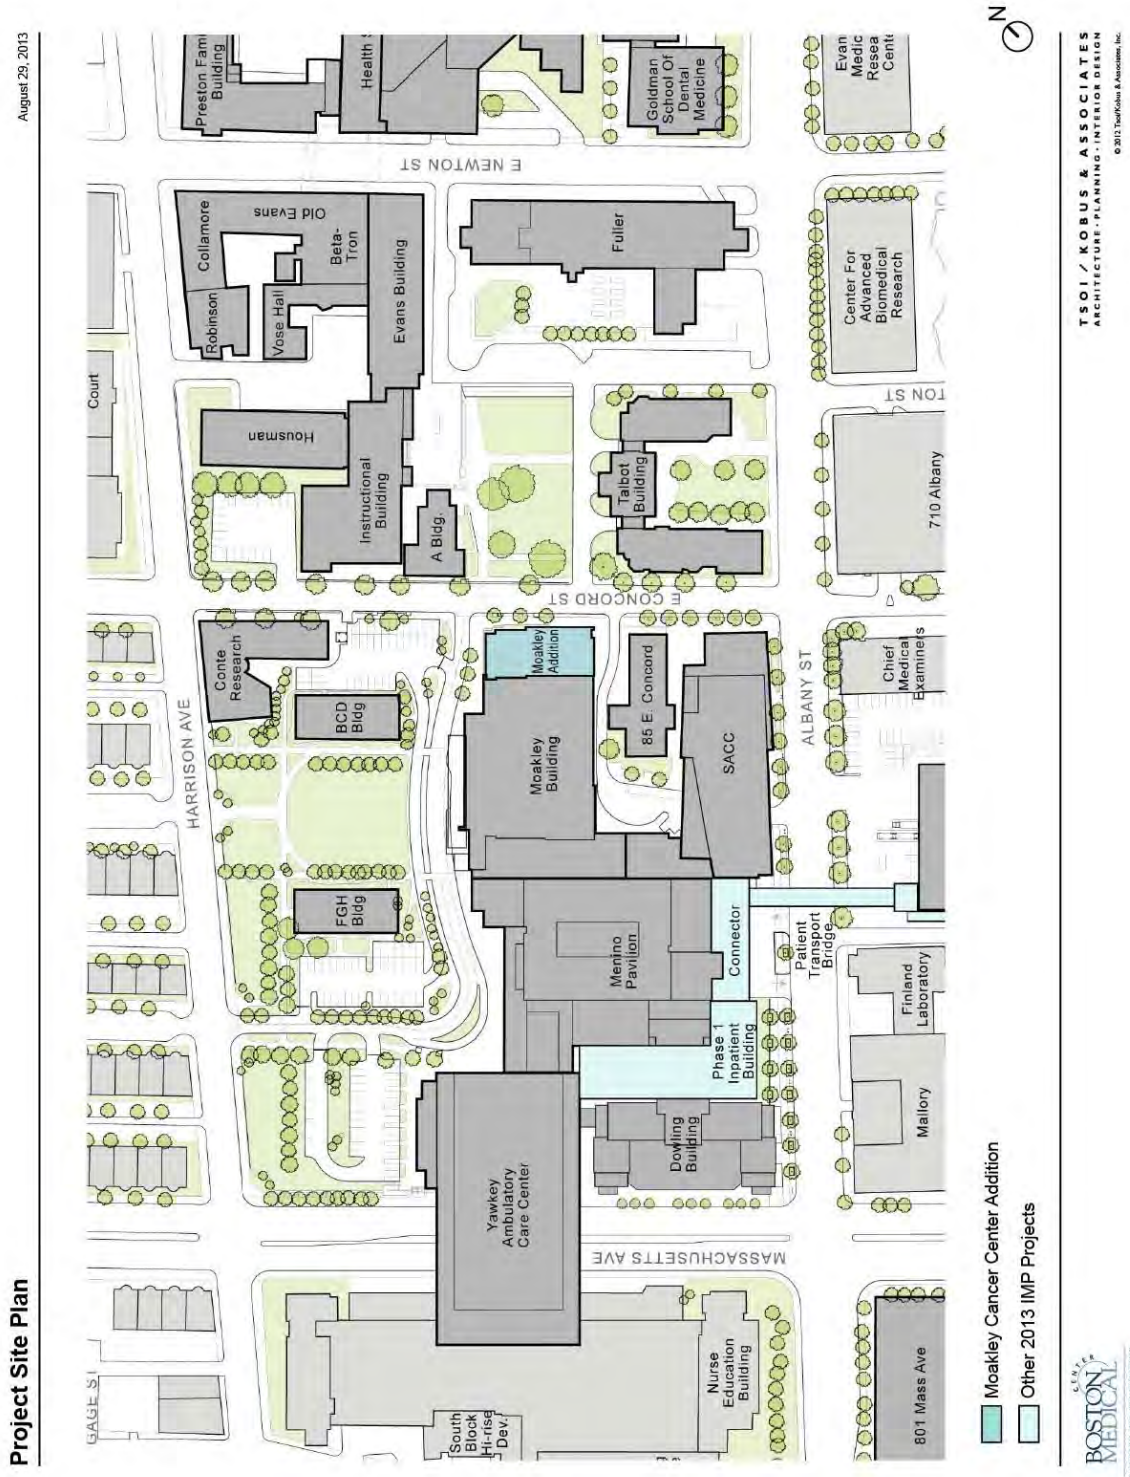 Project Site Plan
August 29, 2013
Preston Fami
Building
Health S
Goldman
School Of
Dental
Medicine
Evan
Medic
Resea
Cente
E NEWTON ST
Collamore
Old Evans
Beta-
Tron
Robinson
Vose Hall
Evans Building
Fuller
Center For
Advanced
Biomedical
Research
Court
Housman
Instructional
Building
A Bldg.
Talbot
Building
TON ST
710 Albany
E CONCORD ST
Conte
Research
BCD
Bldg
Moakley
Addition
Moakley
Building
85 E. Concord
SACC
ALBANY ST
Chief
Medical
Examiners
HARRISON AVE
FGH
Bldg
Menino
Pavilion
Connector
Patient
Transport
Bridge
Finland
Laboratory
Phase 1
Inpatient
Building
Mallory
Dowling
Building
Yawkey
Ambulatory
Care Center
MASSACHUSETTS AVE
GAGE ST
South
Block
Hi-rise
Dev.
Nurse
Education
Building
801 Mass Ave
Moakley Cancer Center Addition
Other 2013 IMP Projects
N
BOSTON
MEDICAL
CENTER
TSOI / KOBUS & ASSOCIATES
ARCHITECTURE · PLANNING · INTERIOR DESIGN
©2012 Tsoi/Kobus & Associates, Inc.